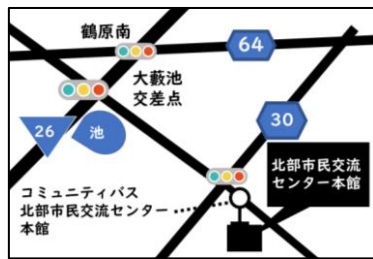 鶴原南
64
大藪池
交差点
30
26
池
北部市民交流
センター本館
コミュニティバス
北部市民交流センター
本館